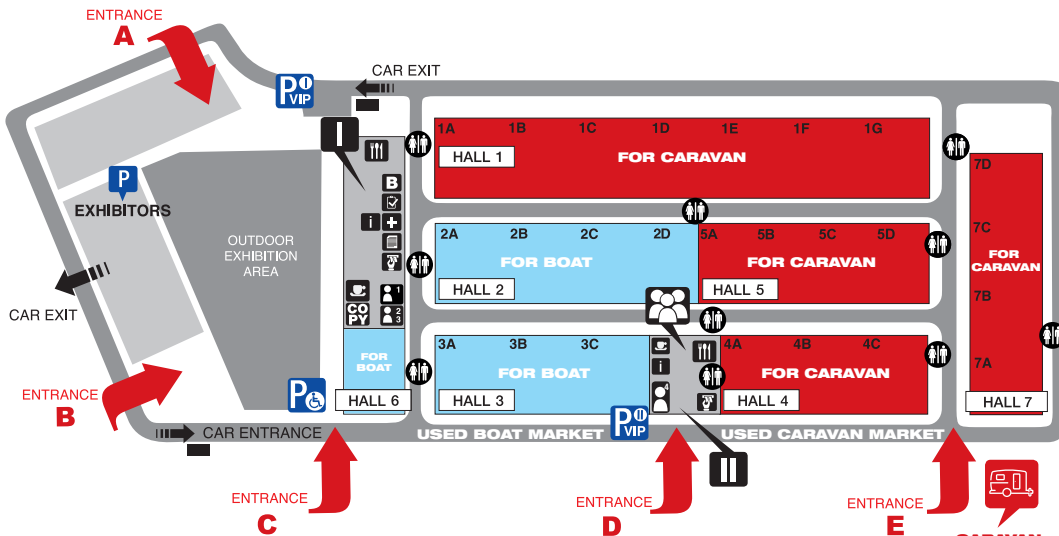 ENTRANCE
A
CAR EXIT
P VIP I
I
1A 1B 1C 1D 1E 1F 1G
HALL 1
FOR CARAVAN
7D
P
EXHIBITORS
B
i
OUTDOOR
EXHIBITION
AREA
2A 2B 2C 2D
5A 5B 5C 5D
FOR BOAT
HALL 2
FOR CARAVAN
HALL 5
7C
FOR
CARAVAN
7B
CAR EXIT
1
CO
PY
2
3
3A 3B 3C
FOR BOAT
HALL 3
i
4
4A 4B 4C
FOR CARAVAN
HALL 4
7A
HALL 7
FOR
BOAT
HALL 6
ENTRANCE
B
P
CAR ENTRANCE
USED BOAT MARKET
P VIP II
USED CARAVAN MARKET
II
ENTRANCE
C
ENTRANCE
D
ENTRANCE
E
CARAVAN